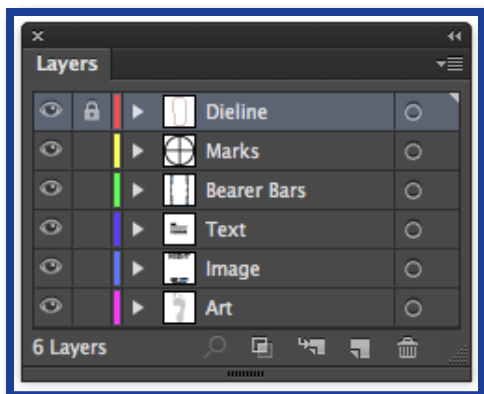 Layers
Dieline
Marks
Bearer Bars
Text
Image
Art
6 Layers